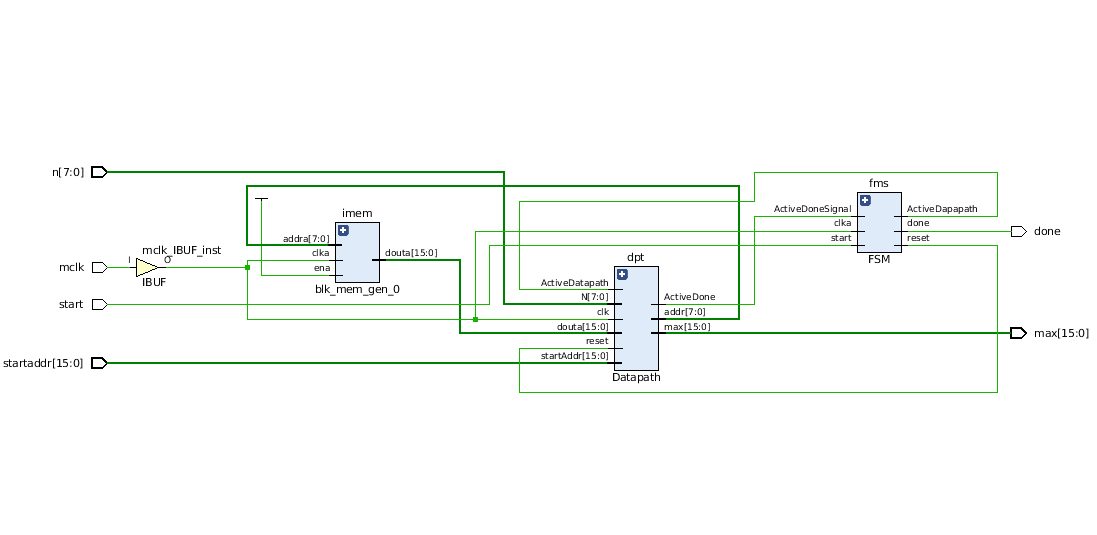 n[7:0]
mclk
start
startaddr[15:0]
mclk_IBUF_inst
I
O
IBUF
imem
addra[7:0]
clka
ena
douta[15:0]
blk_mem_gen_0
dpt
ActiveDatapath
N[7:0]
clk
douta[15:0]
reset
startAddr[15:0]
ActiveDone
addr[7:0]
max[15:0]
Datapath
fms
ActiveDoneSignal
clka
start
ActiveDapapath
done
reset
FSM
done
max[15:0]